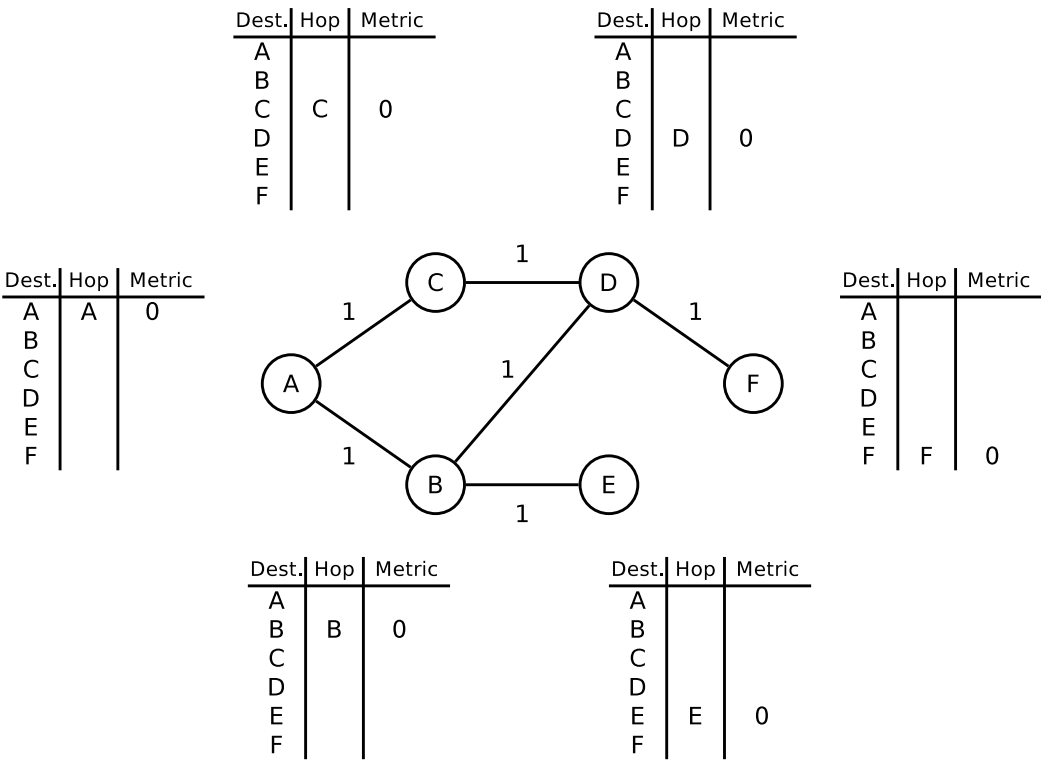 Dest. Hop Metric
A
B
C C 0
D
E
F
Dest. Hop Metric
A
B
C
D D 0
E
F
Dest. Hop Metric
A A 0
B
C
D
E
F
C
1
D
1
1
A
1
F
1
B
1
E
Dest. Hop Metric
A
B
C
D
E
F F 0
Dest. Hop Metric
A
B B 0
C
D
E
F
Dest. Hop Metric
A
B
C
D
E E 0
F